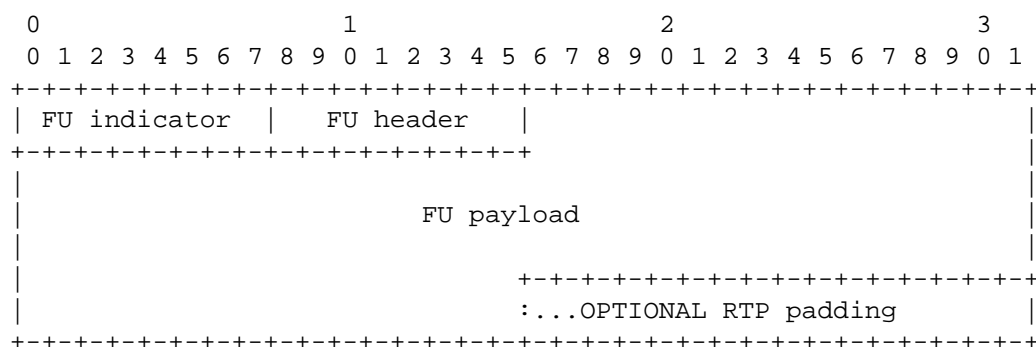 0                   1                   2                   3
 0 1 2 3 4 5 6 7 8 9 0 1 2 3 4 5 6 7 8 9 0 1 2 3 4 5 6 7 8 9 0 1
+-+-+-+-+-+-+-+-+-+-+-+-+-+-+-+-+-+-+-+-+-+-+-+-+-+-+-+-+-+-+-+-+
| FU indicator  |   FU header   |                               |
+-+-+-+-+-+-+-+-+-+-+-+-+-+-+-+-+                               |
|                                                               |
|                         FU payload                            |
|                                                               |
|                               +-+-+-+-+-+-+-+-+-+-+-+-+-+-+-+-+
|                               :...OPTIONAL RTP padding        |
+-+-+-+-+-+-+-+-+-+-+-+-+-+-+-+-+-+-+-+-+-+-+-+-+-+-+-+-+-+-+-+-+